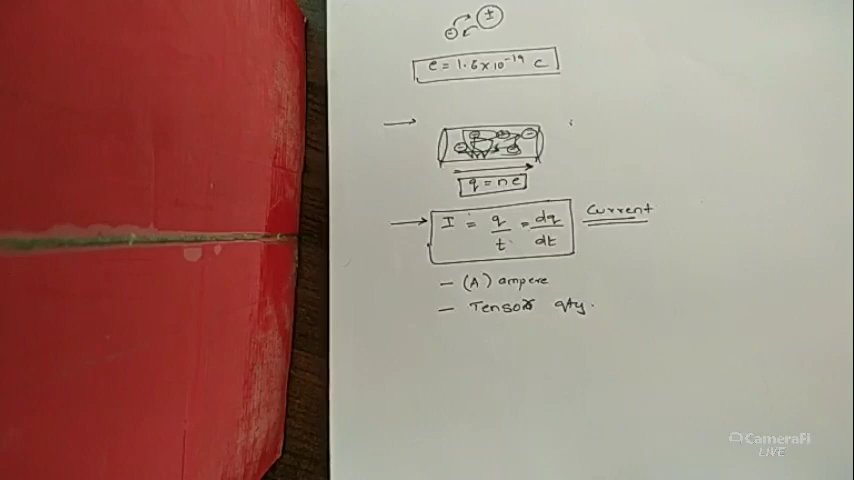 e = 1.6×10⁻¹⁹ C
q = ne
I = q/t = dq/dt Current
– (A) ampere
– Tensor qty.
CameraFi
LIVE